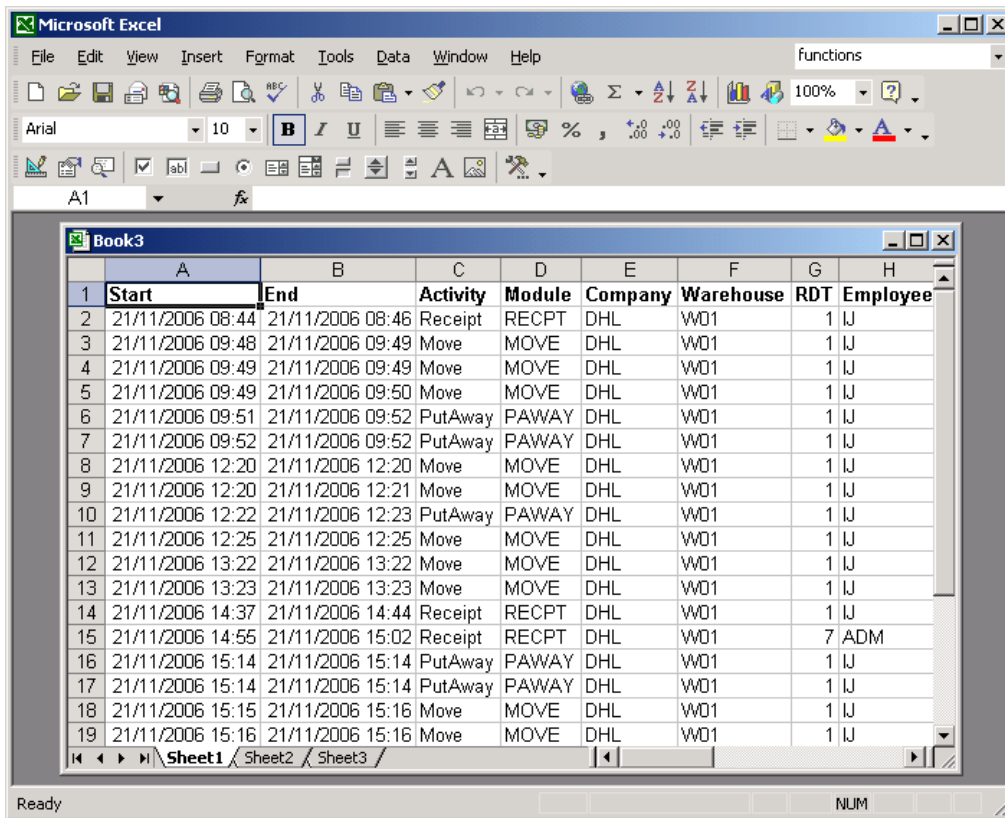 Microsoft Excel
File Edit View Insert Format Tools Data Window Help functions
ABC Σ A Z Z A 100% ?
Arial 10 B I U % , .00 .0 A
ab A
A1 fx
Book3
A B C D E F G H
1 Start End Activity Module Company Warehouse RDT Employee
2 21/11/2006 08:44 21/11/2006 08:46 Receipt RECPT DHL W01 1 IJ
3 21/11/2006 09:48 21/11/2006 09:49 Move MOVE DHL W01 1 IJ
4 21/11/2006 09:49 21/11/2006 09:49 Move MOVE DHL W01 1 IJ
5 21/11/2006 09:49 21/11/2006 09:50 Move MOVE DHL W01 1 IJ
6 21/11/2006 09:51 21/11/2006 09:52 PutAway PAWAY DHL W01 1 IJ
7 21/11/2006 09:52 21/11/2006 09:52 PutAway PAWAY DHL W01 1 IJ
8 21/11/2006 12:20 21/11/2006 12:20 Move MOVE DHL W01 1 IJ
9 21/11/2006 12:20 21/11/2006 12:21 Move MOVE DHL W01 1 IJ
10 21/11/2006 12:22 21/11/2006 12:23 PutAway PAWAY DHL W01 1 IJ
11 21/11/2006 12:25 21/11/2006 12:25 Move MOVE DHL W01 1 IJ
12 21/11/2006 13:22 21/11/2006 13:22 Move MOVE DHL W01 1 IJ
13 21/11/2006 13:23 21/11/2006 13:23 Move MOVE DHL W01 1 IJ
14 21/11/2006 14:37 21/11/2006 14:44 Receipt RECPT DHL W01 1 IJ
15 21/11/2006 14:55 21/11/2006 15:02 Receipt RECPT DHL W01 7 ADM
16 21/11/2006 15:14 21/11/2006 15:14 PutAway PAWAY DHL W01 1 IJ
17 21/11/2006 15:14 21/11/2006 15:14 PutAway PAWAY DHL W01 1 IJ
18 21/11/2006 15:15 21/11/2006 15:16 Move MOVE DHL W01 1 IJ
19 21/11/2006 15:16 21/11/2006 15:16 Move MOVE DHL W01 1 IJ
Sheet1 Sheet2 Sheet3
Ready NUM